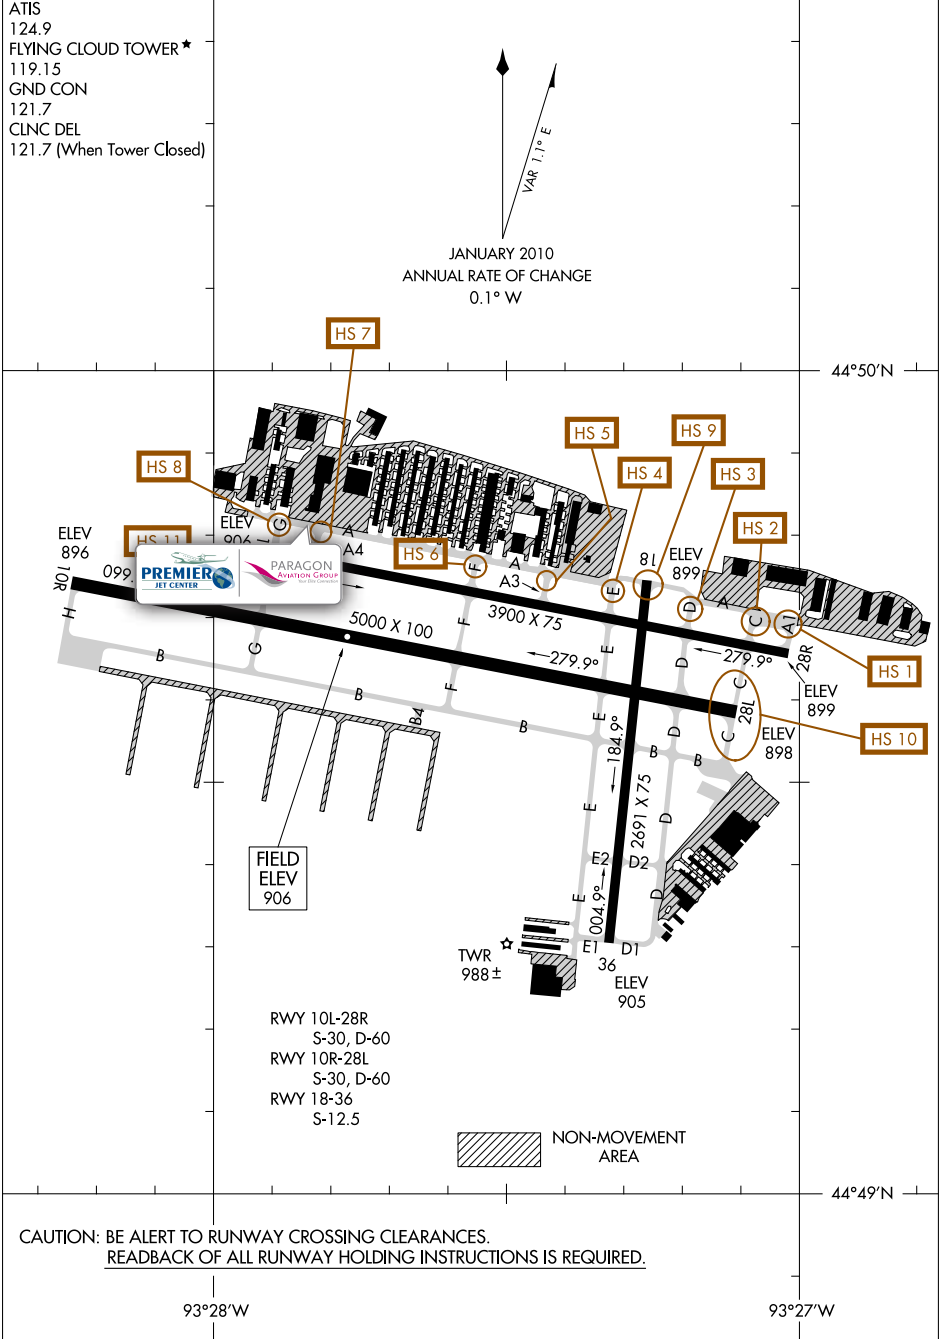 ATIS
124.9
FLYING CLOUD TOWER
119.15
GND CON
121.7
CLNC DEL
121.7 (When Tower Closed)
VAR 1.1° E
JANUARY 2010
ANNUAL RATE OF CHANGE
0.1° W
HS 7
44°50'N
HS 5
HS 9
HS 8
HS 4
HS 3
HS 2
HS 11
ELEV
896
ELEV
906
G
A
A4
HS 6
F
A
A3
E
18
ELEV
899
D
A
C
A1
10R
099.
PREMIER
JET CENTER
PARAGON
AVIATION GROUP
H
5000 X 100
3900 X 75
F
279.9°
279.9°
28R
HS 1
B
G
D
C
ELEV
899
F
B
B4
B
E
184.9°
D
B
B
C
28L
ELEV
898
HS 10
E
2691 X 75
D
FIELD
ELEV
906
E2
D2
E
004.9°
D
TWR
988±
E1
D1
36
ELEV
905
RWY 10L-28R
S-30, D-60
RWY 10R-28L
S-30, D-60
RWY 18-36
S-12.5
NON-MOVEMENT
AREA
44°49'N
CAUTION: BE ALERT TO RUNWAY CROSSING CLEARANCES.
READBACK OF ALL RUNWAY HOLDING INSTRUCTIONS IS REQUIRED.
93°28'W
93°27'W